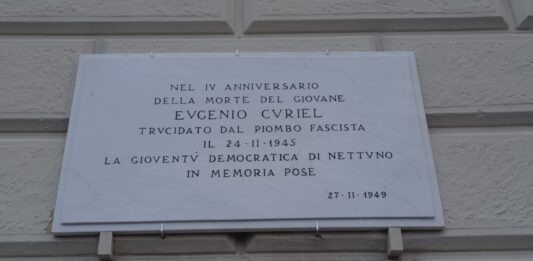 NEL IV ANNIVERSARIO
DELLA MORTE DEL GIOVANE
EVGENIO CVRIEL
TRVCIDATO DAL PIOMBO FASCISTA
IL 24·II·1945
LA GIOVENTV̓ DEMOCRATICA DI NETTVNO
IN MEMORIA POSE
27·II·1949